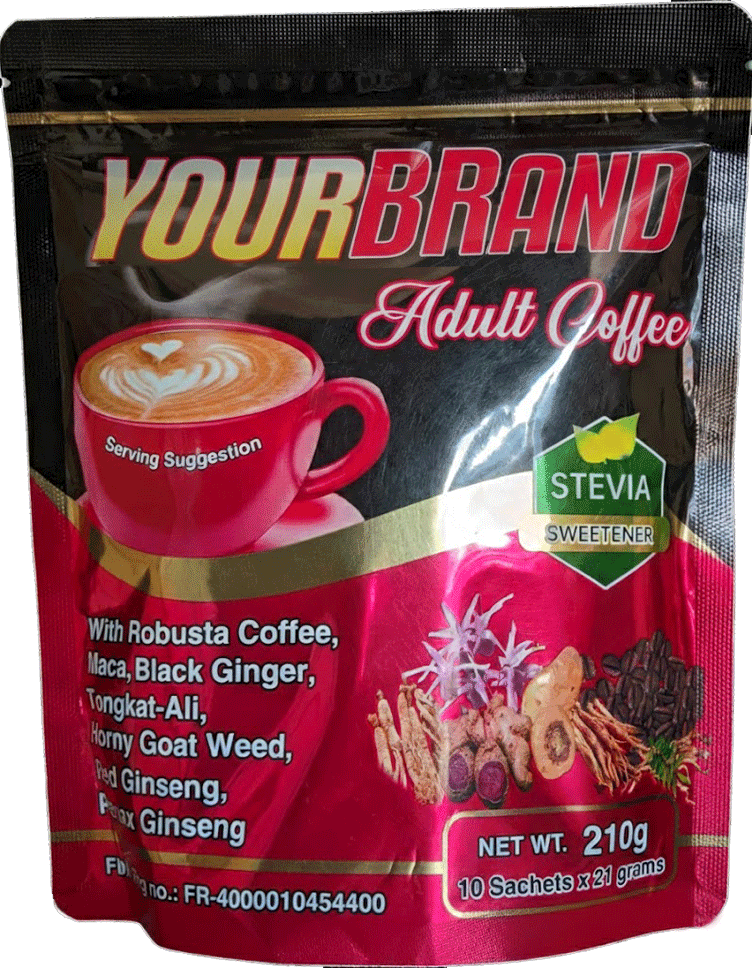 YOURBRAND
Adult Coffee
Serving Suggestion
STEVIA
SWEETENER
With Robusta Coffee,
Maca, Black Ginger,
Tongkat-Ali,
Horny Goat Weed,
Red Ginseng,
Panax Ginseng
NET WT. 210g
10 Sachets x 21 grams
no.: FR-4000010454400